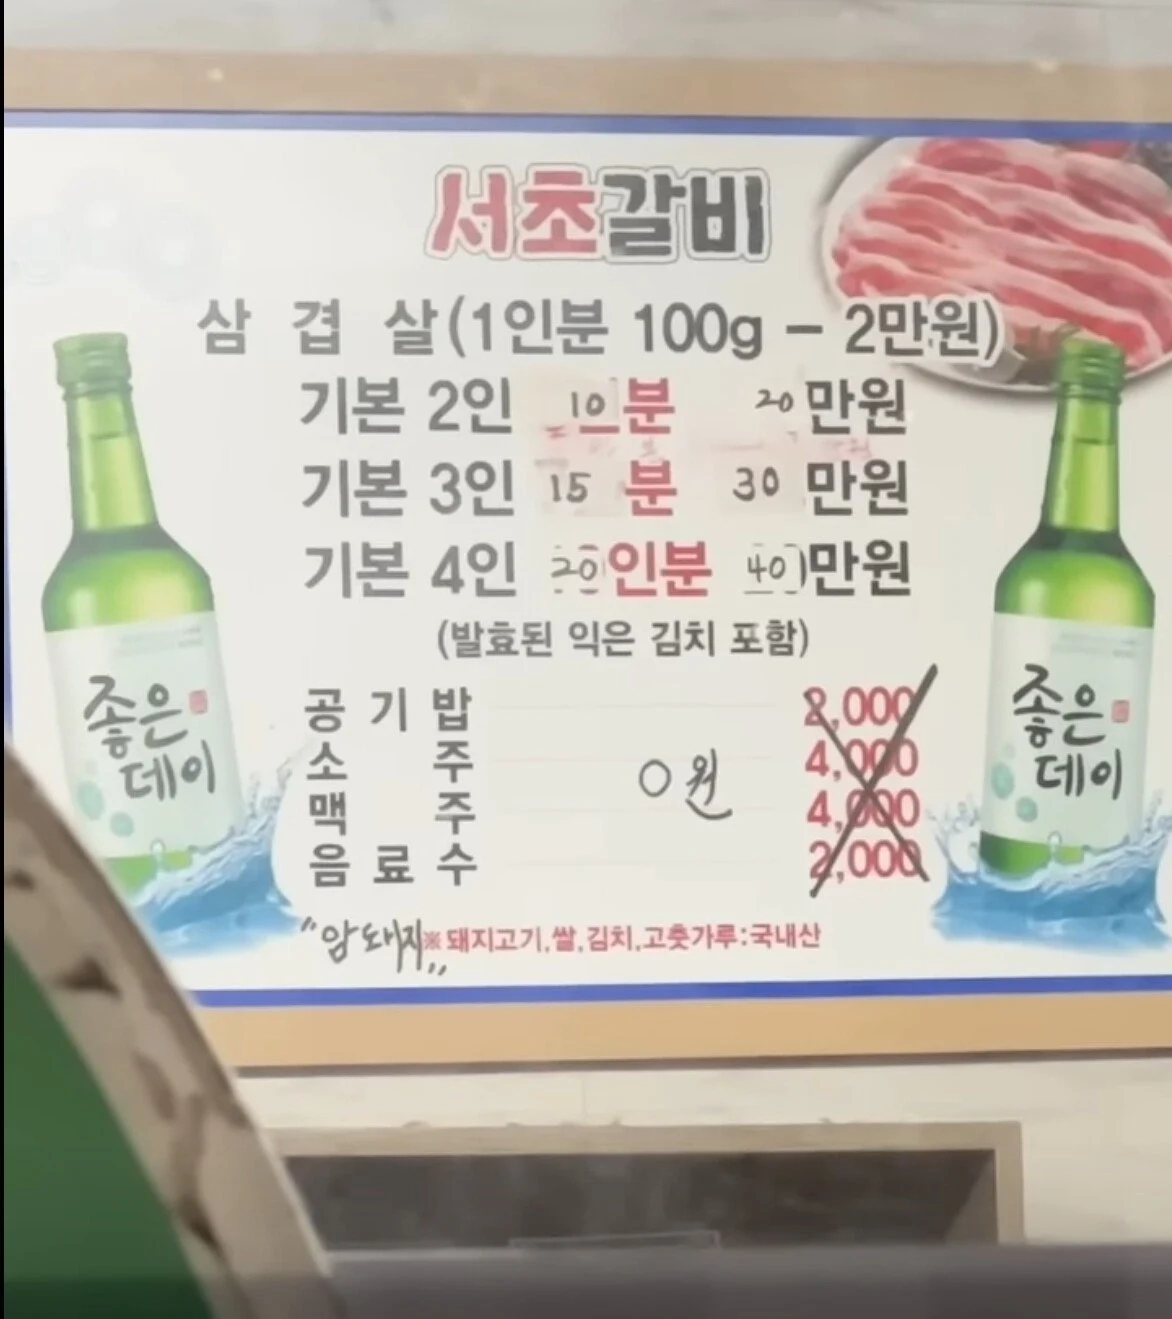 서초갈비
삼 겹 살(1인분 100g - 2만원)
기본 2인 10 분 20 만원
기본 3인 15 분 30 만원
기본 4인 20 인분 40 만원
(발효된 익은 김치 포함)
공 기 밥 2,000
소 주 4,000
0원
맥 주 4,000
음 료 수 2,000
"암돼지" ※돼지고기,쌀,김치,고춧가루:국내산
좋은
데이
좋은
데이